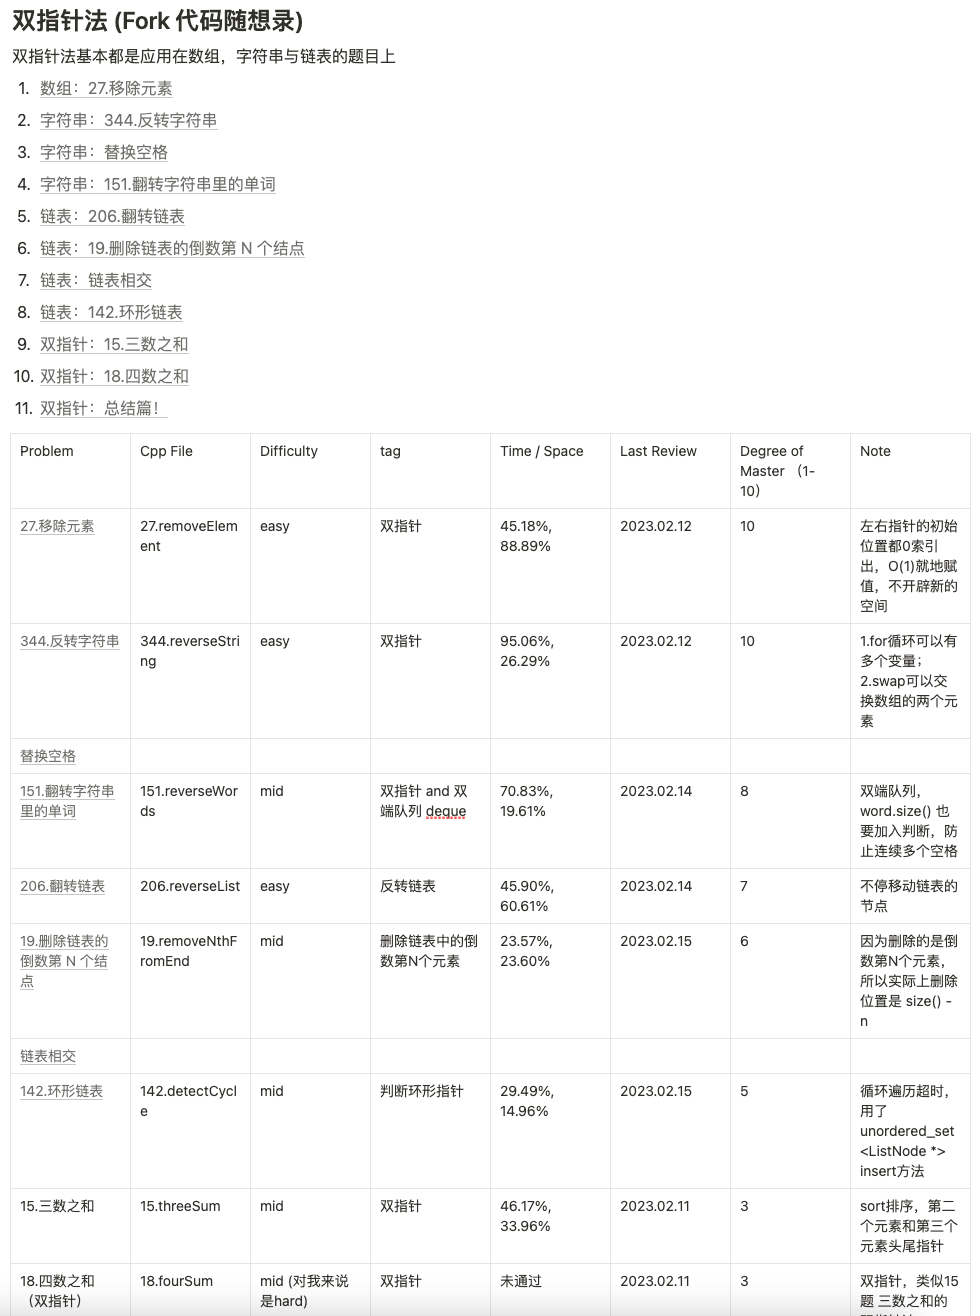 双指针法 (Fork 代码随想录)
双指针法基本都是应用在数组，字符串与链表的题目上
1. 数组：27.移除元素
2. 字符串：344.反转字符串
3. 字符串：替换空格
4. 字符串：151.翻转字符串里的单词
5. 链表：206.翻转链表
6. 链表：19.删除链表的倒数第 N 个结点
7. 链表：链表相交
8. 链表：142.环形链表
9. 双指针：15.三数之和
10. 双指针：18.四数之和
11. 双指针：总结篇！
Problem
Cpp File
Difficulty
tag
Time / Space
Last Review
Degree of
Master （1-
10）
Note
27.移除元素
27.removeElem
ent
easy
双指针
45.18%,
88.89%
2023.02.12
10
左右指针的初始
位置都0索引
出，O(1)就地赋
值，不开辟新的
空间
344.反转字符串
344.reverseStri
ng
easy
双指针
95.06%,
26.29%
2023.02.12
10
1.for循环可以有
多个变量；
2.swap可以交
换数组的两个元
素
替换空格
151.翻转字符串
里的单词
151.reverseWor
ds
mid
双指针 and 双
端队列 deque
70.83%,
19.61%
2023.02.14
8
双端队列，
word.size() 也
要加入判断，防
止连续多个空格
206.翻转链表
206.reverseList
easy
反转链表
45.90%,
60.61%
2023.02.14
7
不停移动链表的
节点
19.删除链表的
倒数第 N 个结
点
19.removeNthF
romEnd
mid
删除链表中的倒
数第N个元素
23.57%,
23.60%
2023.02.15
6
因为删除的是倒
数第N个元素，
所以实际上删除
位置是 size() -
n
链表相交
142.环形链表
142.detectCycl
e
mid
判断环形指针
29.49%,
14.96%
2023.02.15
5
循环遍历超时，
用了
unordered_set
<ListNode *>
insert方法
15.三数之和
15.threeSum
mid
双指针
46.17%,
33.96%
2023.02.11
3
sort排序，第二
个元素和第三个
元素头尾指针
18.四数之和
（双指针）
18.fourSum
mid (对我来说
是hard)
双指针
未通过
2023.02.11
3
双指针，类似15
题 三数之和的